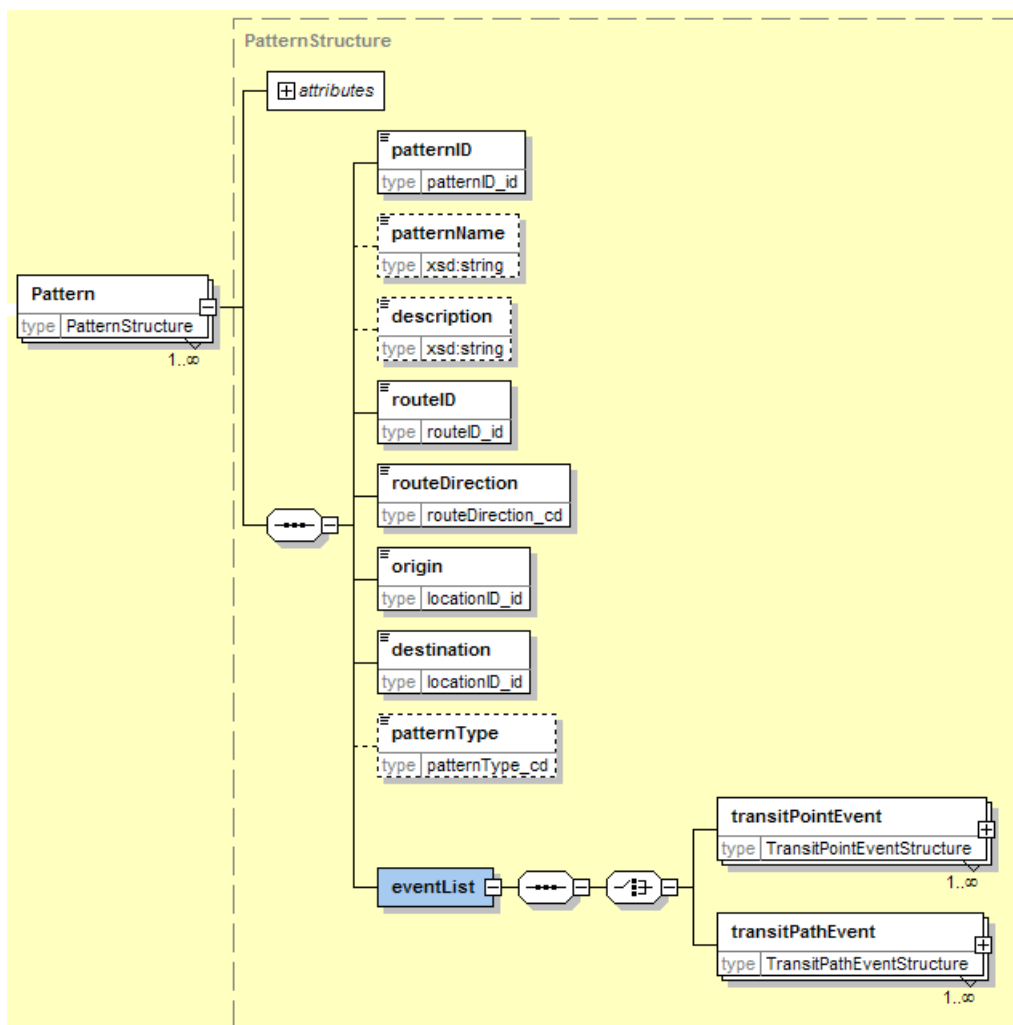 PatternStructure
attributes
patternID
type patternID_id
patternName
type xsd:string
description
type xsd:string
Pattern
type PatternStructure
1..∞
routeID
type routeID_id
routeDirection
type routeDirection_cd
origin
type locationID_id
destination
type locationID_id
patternType
type patternType_cd
transitPointEvent
type TransitPointEventStructure
1..∞
eventList
transitPathEvent
type TransitPathEventStructure
1..∞